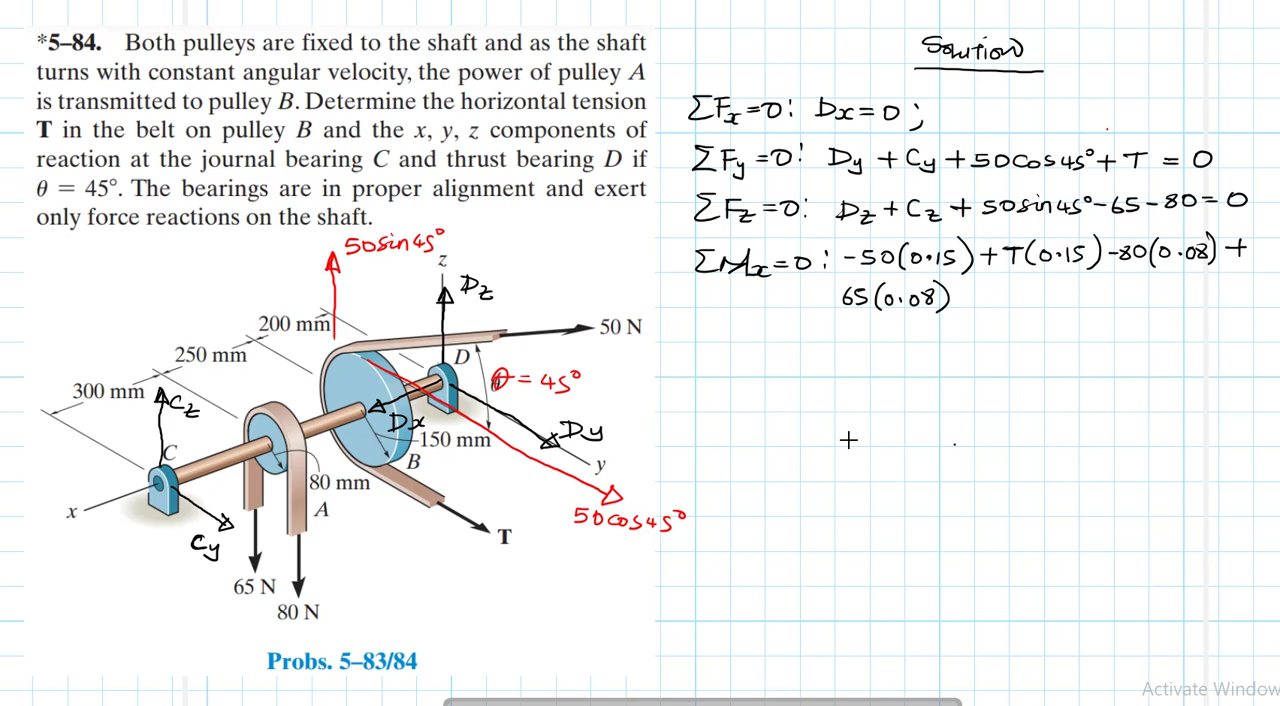 *5–84. Both pulleys are fixed to the shaft and as the shaft
turns with constant angular velocity, the power of pulley A
is transmitted to pulley B. Determine the horizontal tension
T in the belt on pulley B and the x, y, z components of
reaction at the journal bearing C and thrust bearing D if
θ = 45°. The bearings are in proper alignment and exert
only force reactions on the shaft.
50sin45°
z
Dz
200 mm
50 N
250 mm
D
θ = 45°
300 mm
Cz
Dx
Dy
C
150 mm
B
y
80 mm
x
A
50cos45°
Cy
T
65 N
80 N
Probs. 5–83/84
Solution
ΣFx=0: Dx=0;
ΣFy=0: Dy + Cy + 50cos45° + T = 0
ΣFz=0: Dz + Cz + 50sin45° - 65 - 80 = 0
ΣMx=0: -50(0.15) + T(0.15) - 80(0.08) +
65(0.08)
Activate Window